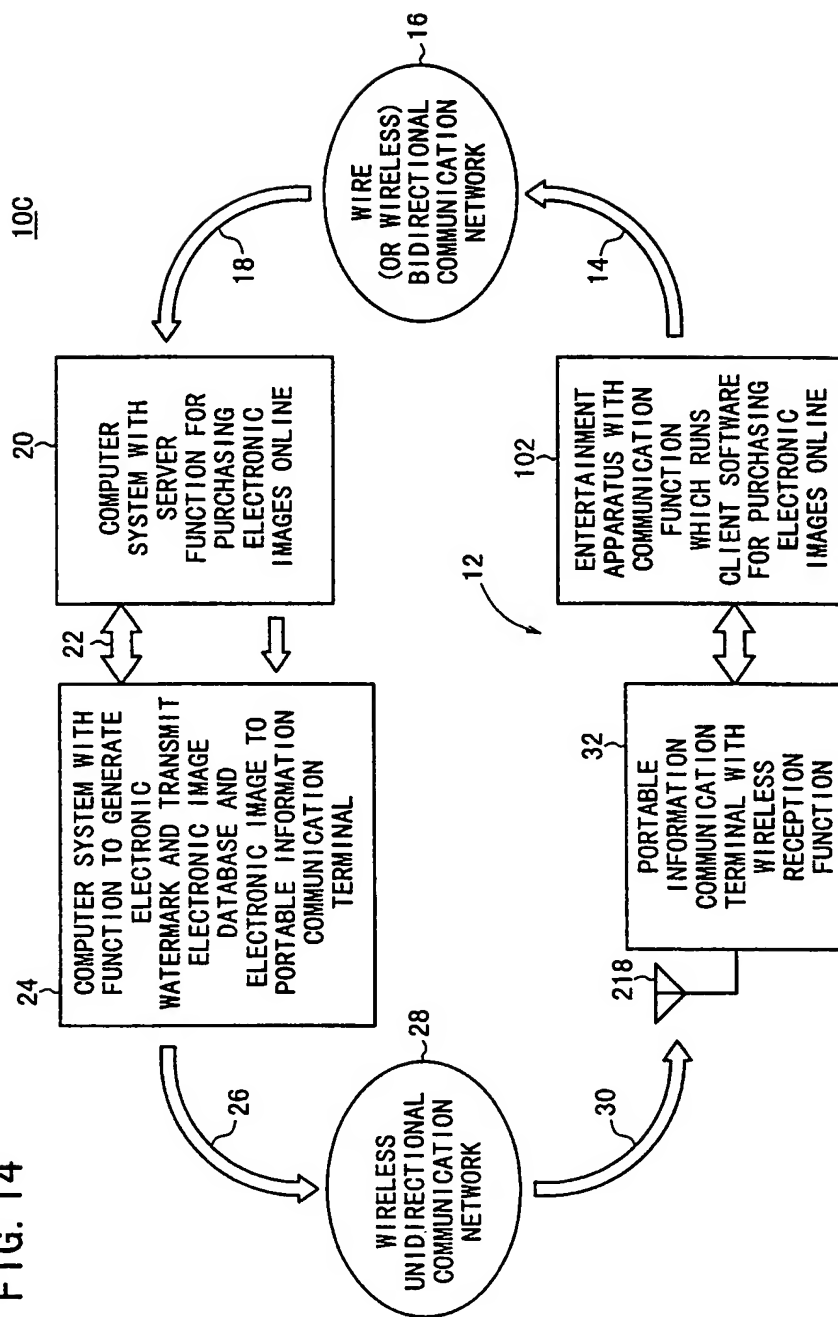 FIG. 14
10C
24
COMPUTER SYSTEM WITH
FUNCTION TO GENERATE
ELECTRONIC
WATERMARK AND TRANSMIT
ELECTRONIC IMAGE
DATABASE AND
ELECTRONIC IMAGE TO
PORTABLE INFORMATION
COMMUNICATION
TERMINAL
22
20
COMPUTER
SYSTEM WITH
SERVER
FUNCTION FOR
PURCHASING
ELECTRONIC
IMAGES ONLINE
26
18
28
WIRELESS
UNIDIRECTIONAL
COMMUNICATION
NETWORK
16
WIRE
(OR WIRELESS)
BIDIRECTIONAL
COMMUNICATION
NETWORK
12
30
14
218
32
PORTABLE
INFORMATION
COMMUNICATION
TERMINAL WITH
WIRELESS
RECEPTION
FUNCTION
102
ENTERTAINMENT
APPARATUS WITH
COMMUNICATION
FUNCTION
WHICH RUNS
CLIENT SOFTWARE
FOR PURCHASING
ELECTRONIC
IMAGES ONLINE